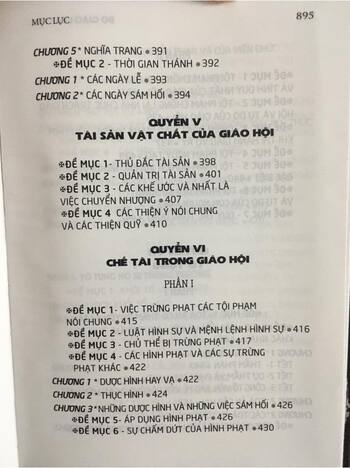 MỤC LỤC 895
CHƯƠNG 5* NGHĨA TRANG ●391
✠ĐỀ MỤC 2 - THỜI GIAN THÁNH ●392
CHƯƠNG 1 * CÁC NGÀY LỄ ●393
CHƯƠNG 2* CÁC NGÀY SÁM HỐI ●394
QUYỂN V
TÀI SẢN VẬT CHẤT CỦA GIÁO HỘI
✠ĐỀ MỤC 1- THỦ ĐẮC TÀI SẢN ●398
✠ĐỀ MỤC 2 - QUẢN TRỊ TÀI SẢN ●401
✠ĐỀ MỤC 3 - CÁC KHẾ ƯỚC VÀ NHẤT LÀ
VIỆC CHUYỂN NHƯỢNG ●407
✠ĐỀ MỤC 4 CÁC THIỆN Ý NÓI CHUNG
VÀ CÁC THIỆN QUỸ ●410
QUYỂN VI
CHẾ TÀI TRONG GIÁO HỘI
PHẦN I
✠ĐỀ MỤC 1- VIỆC TRỪNG PHẠT CÁC TỘI PHẠM
NÓI CHUNG ●415
✠ĐỀ MỤC 2 - LUẬT HÌNH SỰ VÀ MỆNH LỆNH HÌNH SỰ ●416
✠ĐỀ MỤC 3 - CHỦ THỂ BỊ TRỪNG PHẠT ●417
✠ĐỀ MỤC 4 - CÁC HÌNH PHẠT VÀ CÁC SỰ TRỪNG
PHẠT KHÁC ●422
CHƯƠNG 1 * DƯỢC HÌNH HAY VẠ ●422
CHƯƠNG 2 * THỤC HÌNH ●424
CHƯƠNG 3 *NHỮNG DƯỢC HÌNH VÀ NHỮNG VIỆC SÁM HỐI ●426
✠ĐỀ MỤC 5- ÁP DỤNG HÌNH PHẠT ●426
✠ĐỀ MỤC 6 - SỰ CHẤM DỨT CỦA HÌNH PHẠT ●430